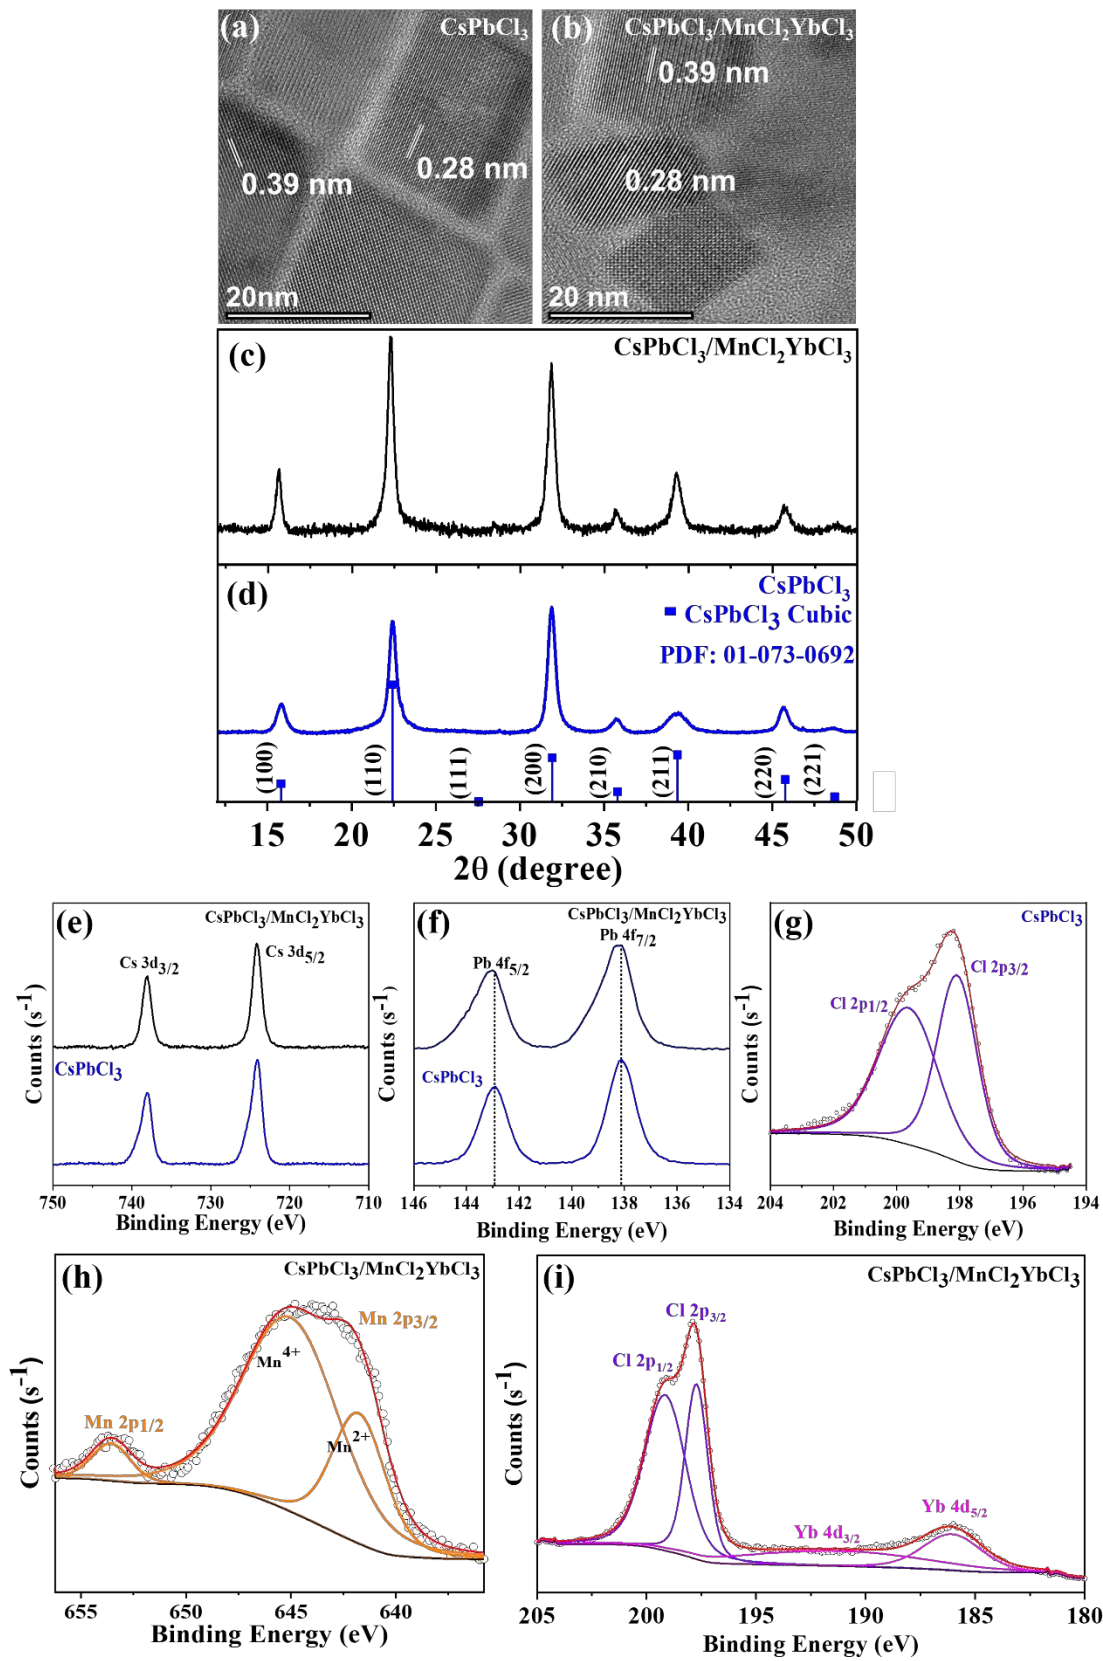 (a) CsPbCl₃
0.39 nm
0.28 nm
20nm
(b) CsPbCl₃/MnCl₂YbCl₃
0.39 nm
0.28 nm
20 nm
(c) CsPbCl₃/MnCl₂YbCl₃
(d) CsPbCl₃
CsPbCl₃ Cubic
PDF: 01-073-0692
(100) (110) (111) (200) (210) (211) (220) (221)
15 20 25 30 35 40 45 50
2θ (degree)
(e) CsPbCl₃/MnCl₂YbCl₃
Cs 3d₃/₂
Cs 3d₅/₂
CsPbCl₃
Counts (s⁻¹)
750 740 730 720 710
Binding Energy (eV)
(f) CsPbCl₃/MnCl₂YbCl₃
Pb 4f₇/₂
Pb 4f₅/₂
CsPbCl₃
Counts (s⁻¹)
146 144 142 140 138 136 134
Binding Energy (eV)
(g) CsPbCl₃
Cl 2p₃/₂
Cl 2p₁/₂
Counts (s⁻¹)
204 202 200 198 196 194
Binding Energy (eV)
(h) CsPbCl₃/MnCl₂YbCl₃
Mn 2p₃/₂
Mn⁴⁺
Mn 2p₁/₂
Mn²⁺
Counts (s⁻¹)
655 650 645 640
Binding Energy (eV)
(i) CsPbCl₃/MnCl₂YbCl₃
Cl 2p₃/₂
Cl 2p₁/₂
Yb 4d₅/₂
Yb 4d₃/₂
Counts (s⁻¹)
205 200 195 190 185 180
Binding Energy (eV)